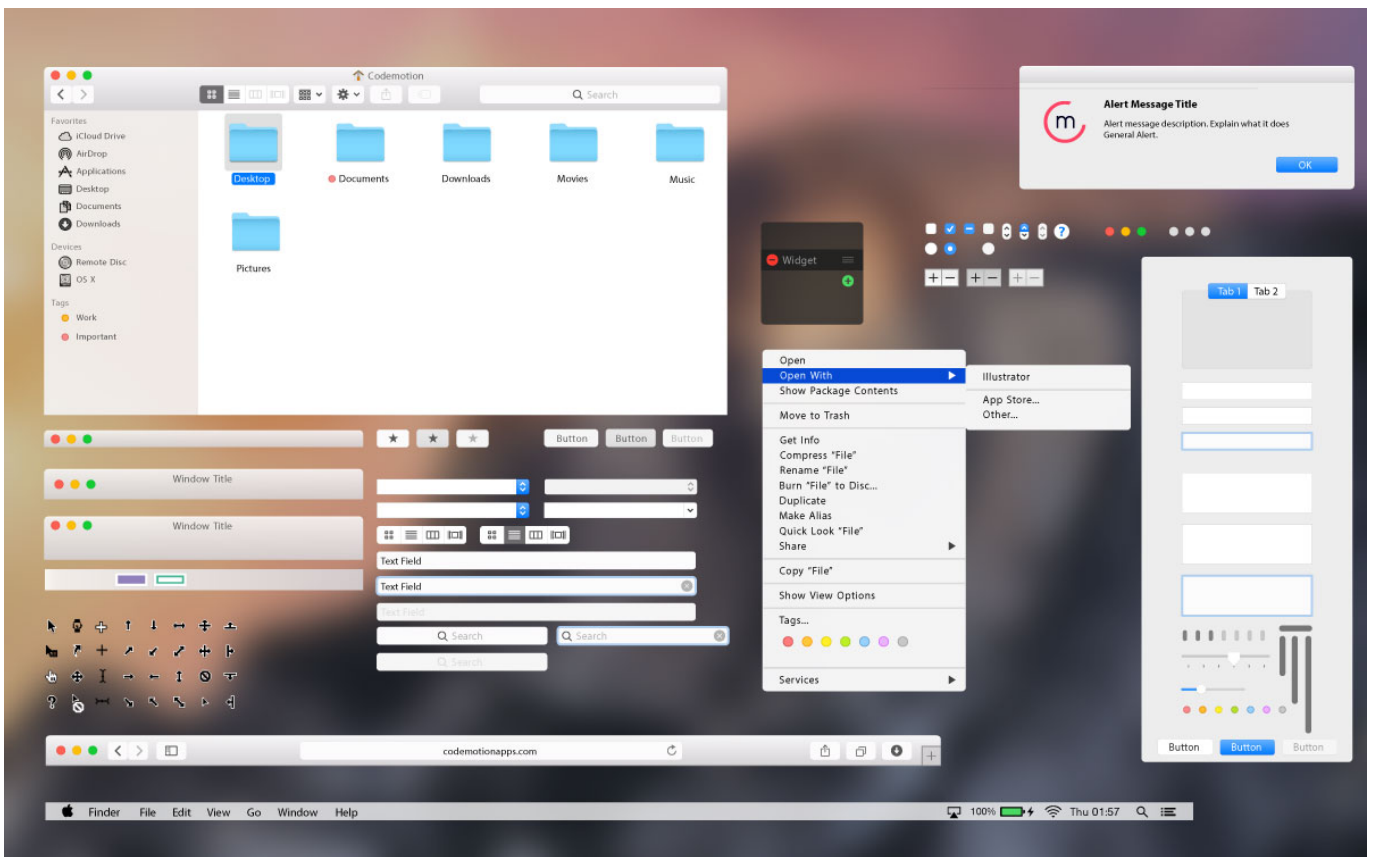 Codemotion
Search
Favorites
iCloud Drive
AirDrop
Applications
Desktop
Documents
Downloads
Devices
Remote Disc
OS X
Tags
Work
Important
Desktop
Documents
Downloads
Movies
Music
Pictures
m
Alert Message Title
Alert message description. Explain what it does
General Alert.
OK
Widget
?
Tab 1 Tab 2
Open
Open With
Show Package Contents
Move to Trash
Get Info
Compress "File"
Rename "File"
Burn "File" to Disc...
Duplicate
Make Alias
Quick Look "File"
Share
Copy "File"
Show View Options
Tags...
Services
Illustrator
App Store...
Other...
Button Button Button
Window Title
Window Title
Text Field
Text Field
Text Field
Search Search
Search
?
Button Button Button
codemotionapps.com
Finder File Edit View Go Window Help 100% Thu 01:57